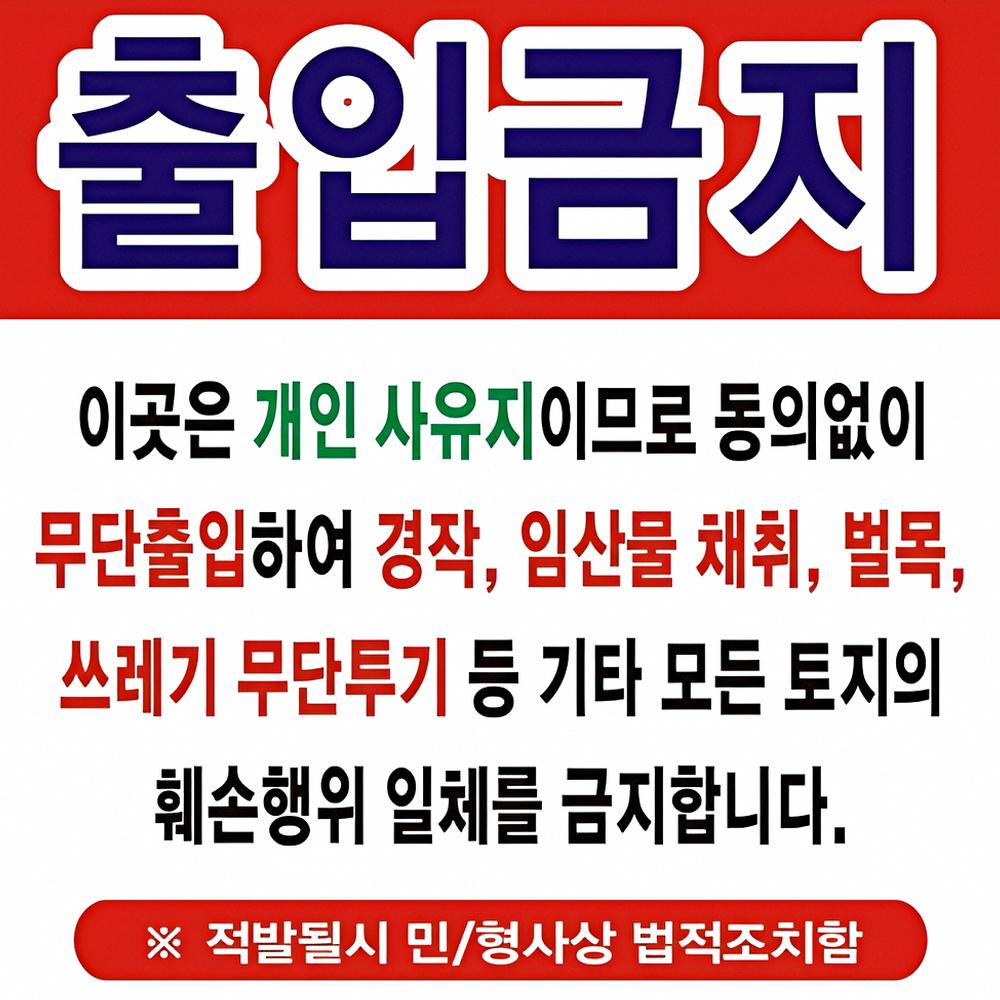 출입금지
이곳은 개인 사유지이므로 동의없이
무단출입하여 경작, 임산물 채취, 벌목,
쓰레기 무단투기 등 기타 모든 토지의
훼손행위 일체를 금지합니다.
※ 적발될시 민/형사상 법적조치함